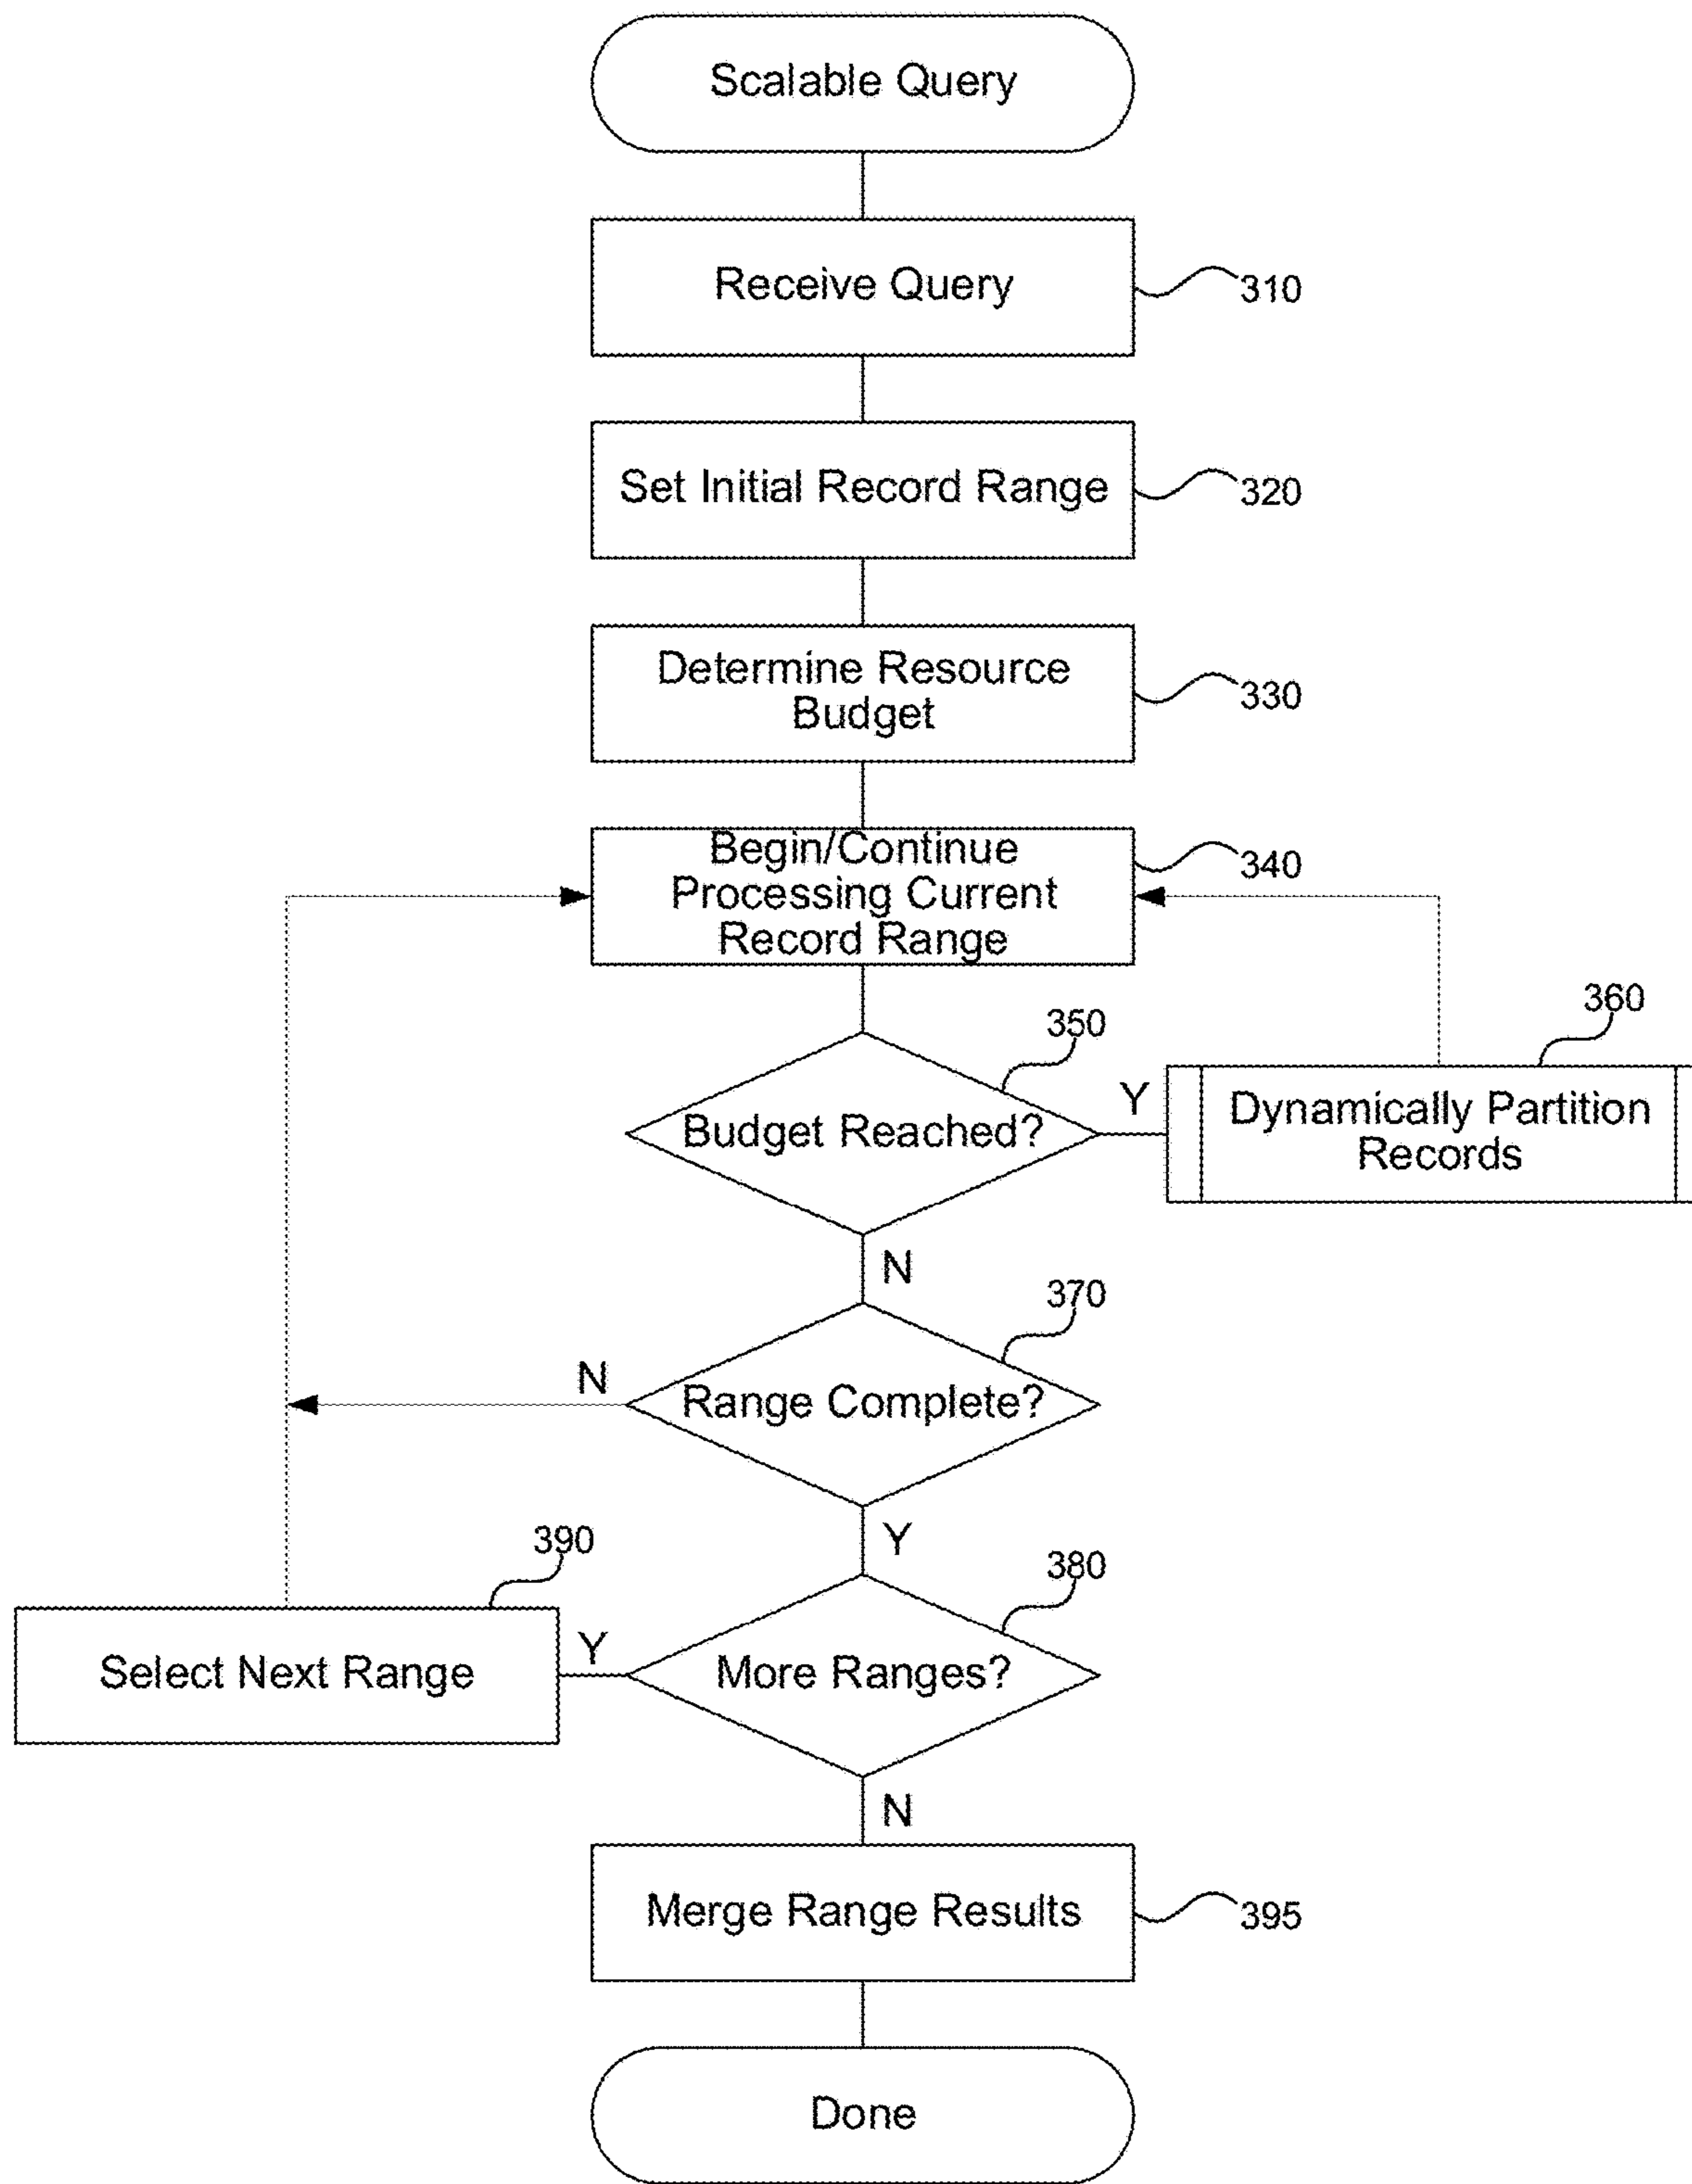 Scalable Query
Receive Query
310
Set Initial Record Range
320
Determine Resource
Budget
330
Begin/Continue
Processing Current
Record Range
340
350
360
Budget Reached?
Y
Dynamically Partition
Records
N
370
N
Range Complete?
Y
390
380
Select Next Range
Y
More Ranges?
N
Merge Range Results
395
Done